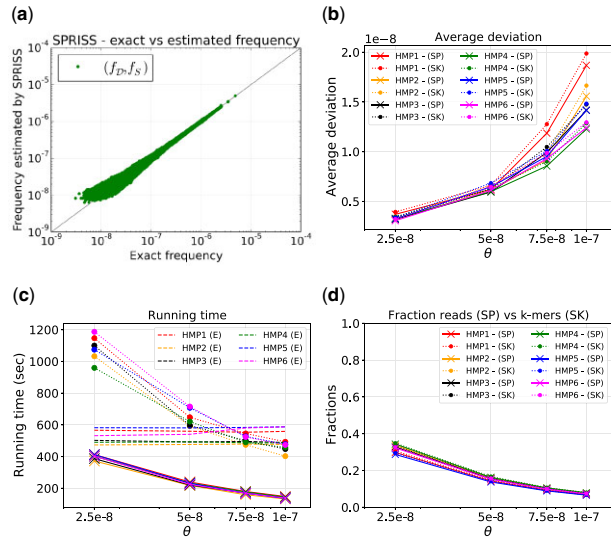 (a)
SPRISS - exact vs estimated frequency
(f_D, f_S)
Frequency estimated by SPRISS
10^-4
10^-5
10^-6
10^-7
10^-8
10^-9
10^-9 10^-8 10^-7 10^-6 10^-5 10^-4
Exact frequency
(b)
1e-8 Average deviation
HMP1 - (SP) HMP4 - (SP)
HMP1 - (SK) HMP4 - (SK)
HMP2 - (SP) HMP5 - (SP)
HMP2 - (SK) HMP5 - (SK)
HMP3 - (SP) HMP6 - (SP)
HMP3 - (SK) HMP6 - (SK)
Average deviation
2.0
1.5
1.0
0.5
2.5e-8 5e-8 7.5e-8 1e-7
θ
(c)
Running time
HMP1 (E) HMP4 (E)
HMP2 (E) HMP5 (E)
HMP3 (E) HMP6 (E)
Running time (sec)
1200
1000
800
600
400
200
2.5e-8 5e-8 7.5e-8 1e-7
θ
(d)
Fraction reads (SP) vs k-mers (SK)
HMP1 - (SP) HMP4 - (SP)
HMP1 - (SK) HMP4 - (SK)
HMP2 - (SP) HMP5 - (SP)
HMP2 - (SK) HMP5 - (SK)
HMP3 - (SP) HMP6 - (SP)
HMP3 - (SK) HMP6 - (SK)
Fractions
1.0
0.8
0.6
0.4
0.2
0.0
2.5e-8 5e-8 7.5e-8 1e-7
θ